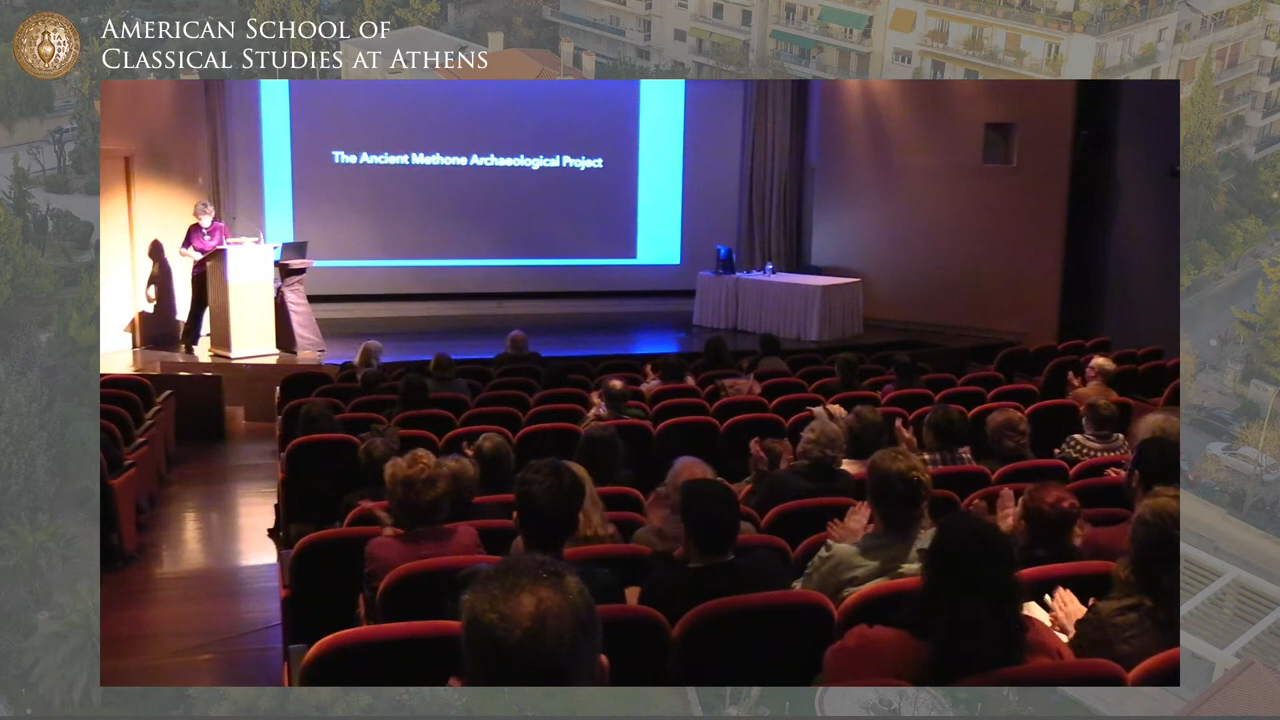 American School of
Classical Studies at Athens
The Ancient Methone Archaeological Project